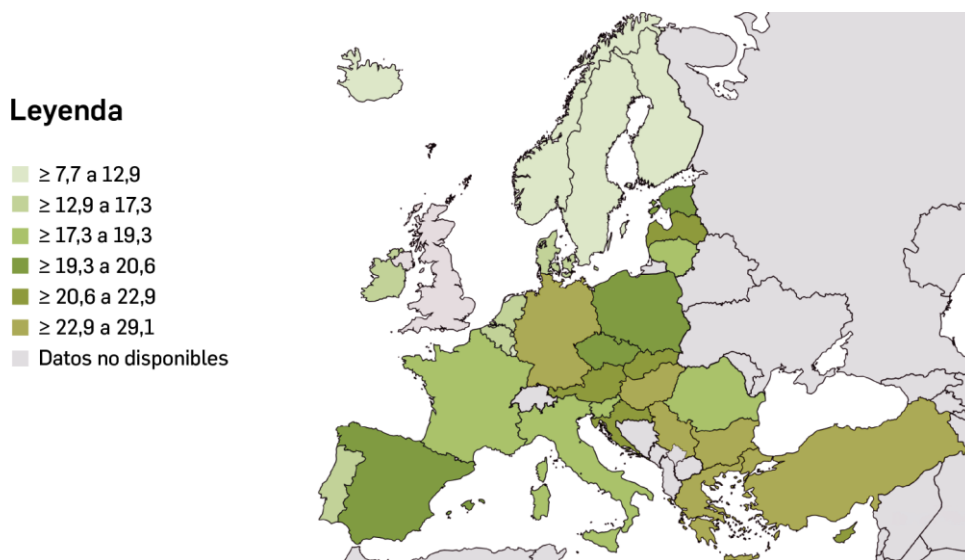 Leyenda
≥ 7,7 a 12,9
≥ 12,9 a 17,3
≥ 17,3 a 19,3
≥ 19,3 a 20,6
≥ 20,6 a 22,9
≥ 22,9 a 29,1
Datos no disponibles